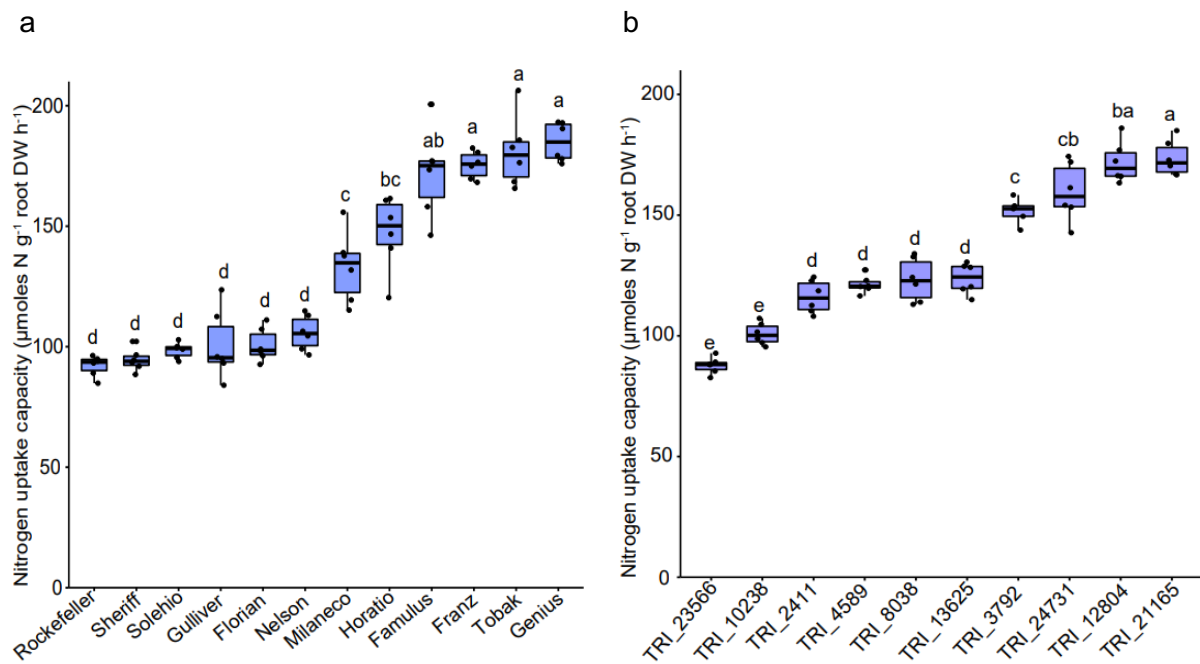 a
Nitrogen uptake capacity (µmoles N g⁻¹ root DW h⁻¹)
200
150
100
50
0
d
d
d
d
d
d
c
bc
ab
a
a
a
Rockefeller
Sheriff
Solehio
Gulliver
Florian
Nelson
Milaneco
Horatio
Famulus
Franz
Tobak
Genius
b
Nitrogen uptake capacity (µmoles N g⁻¹ root DW h⁻¹)
200
150
100
50
0
e
e
d
d
d
d
c
cb
ba
a
TRI_23566
TRI_10238
TRI_2411
TRI_4589
TRI_8038
TRI_13625
TRI_3792
TRI_24731
TRI_12804
TRI_21165